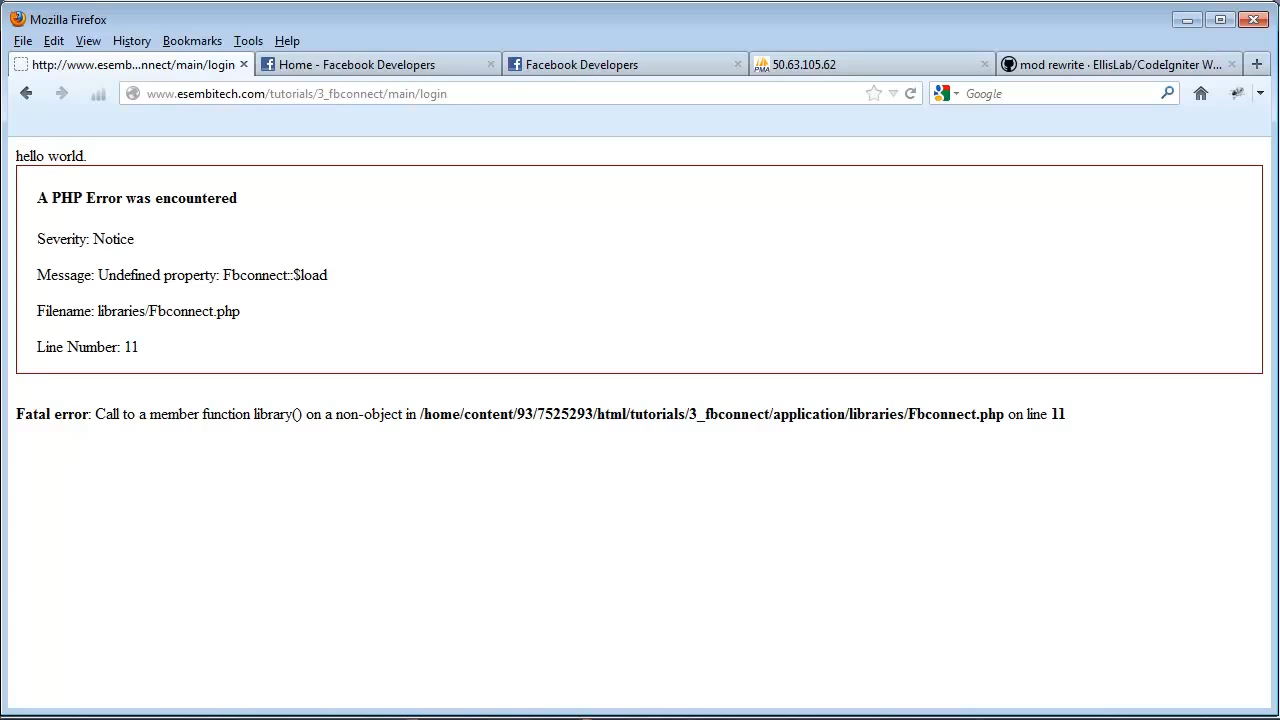 Mozilla Firefox
File Edit View History Bookmarks Tools Help
http://www.esemb...nnect/main/login
Home - Facebook Developers
Facebook Developers
PMA 50.63.105.62
mod rewrite · EllisLab/CodeIgniter W...
www.esembitech.com/tutorials/3_fbconnect/main/login
Google
hello world.
A PHP Error was encountered
Severity: Notice
Message: Undefined property: Fbconnect::$load
Filename: libraries/Fbconnect.php
Line Number: 11
Fatal error: Call to a member function library() on a non-object in /home/content/93/7525293/html/tutorials/3_fbconnect/application/libraries/Fbconnect.php on line 11